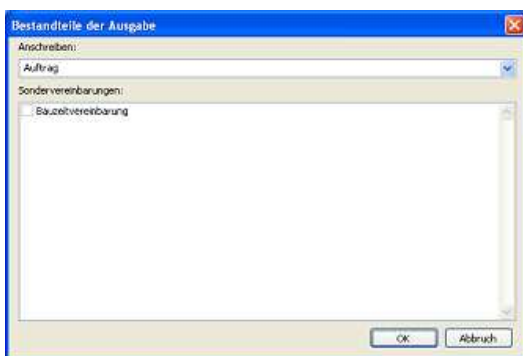 Bestandteile der Ausgabe
Anschreiben:
Auftrag
Sondervereinbarungen:
Bauzeitvereinbarung
OK Abbruch